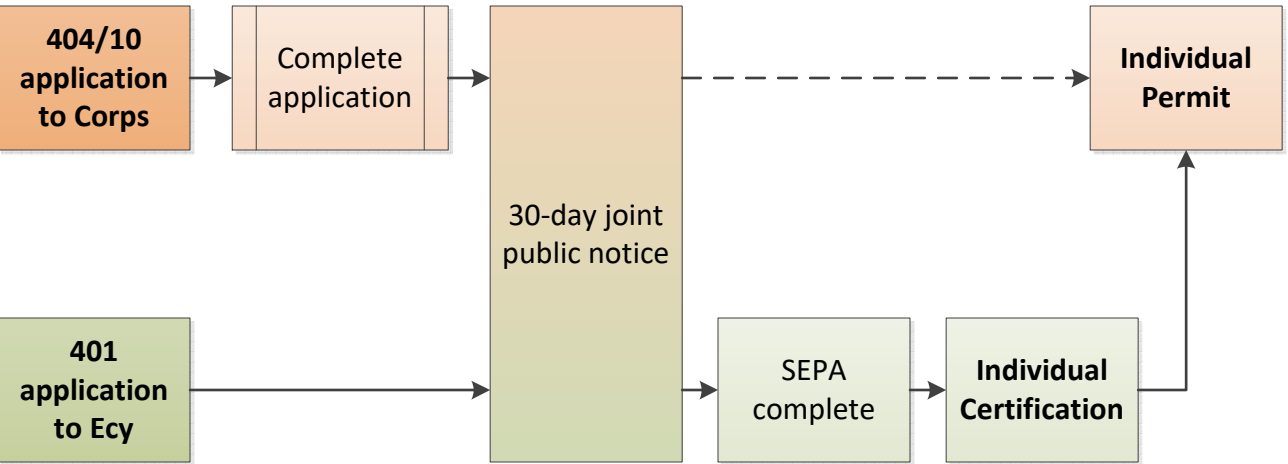 404/10
application
to Corps
Complete
application
30-day joint
public notice
Individual
Permit
401
application
to Ecy
SEPA
complete
Individual
Certification